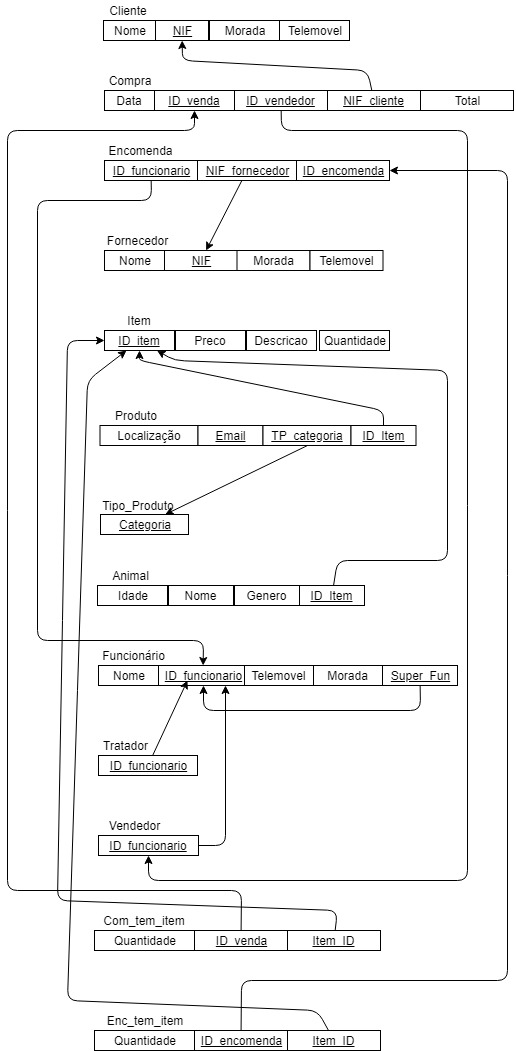 Cliente
Nome NIF Morada Telemovel
Compra
Data ID_venda ID_vendedor NIF_cliente Total
Encomenda
ID_funcionario NIF_fornecedor ID_encomenda
Fornecedor
Nome NIF Morada Telemovel
Item
ID_item Preco Descricao Quantidade
Produto
Localização Email TP_categoria ID_Item
Tipo_Produto
Categoria
Animal
Idade Nome Genero ID_Item
Funcionário
Nome ID_funcionario Telemovel Morada Super_Fun
Tratador
ID_funcionario
Vendedor
ID_funcionario
Com_tem_item
Quantidade ID_venda Item_ID
Enc_tem_item
Quantidade ID_encomenda Item_ID